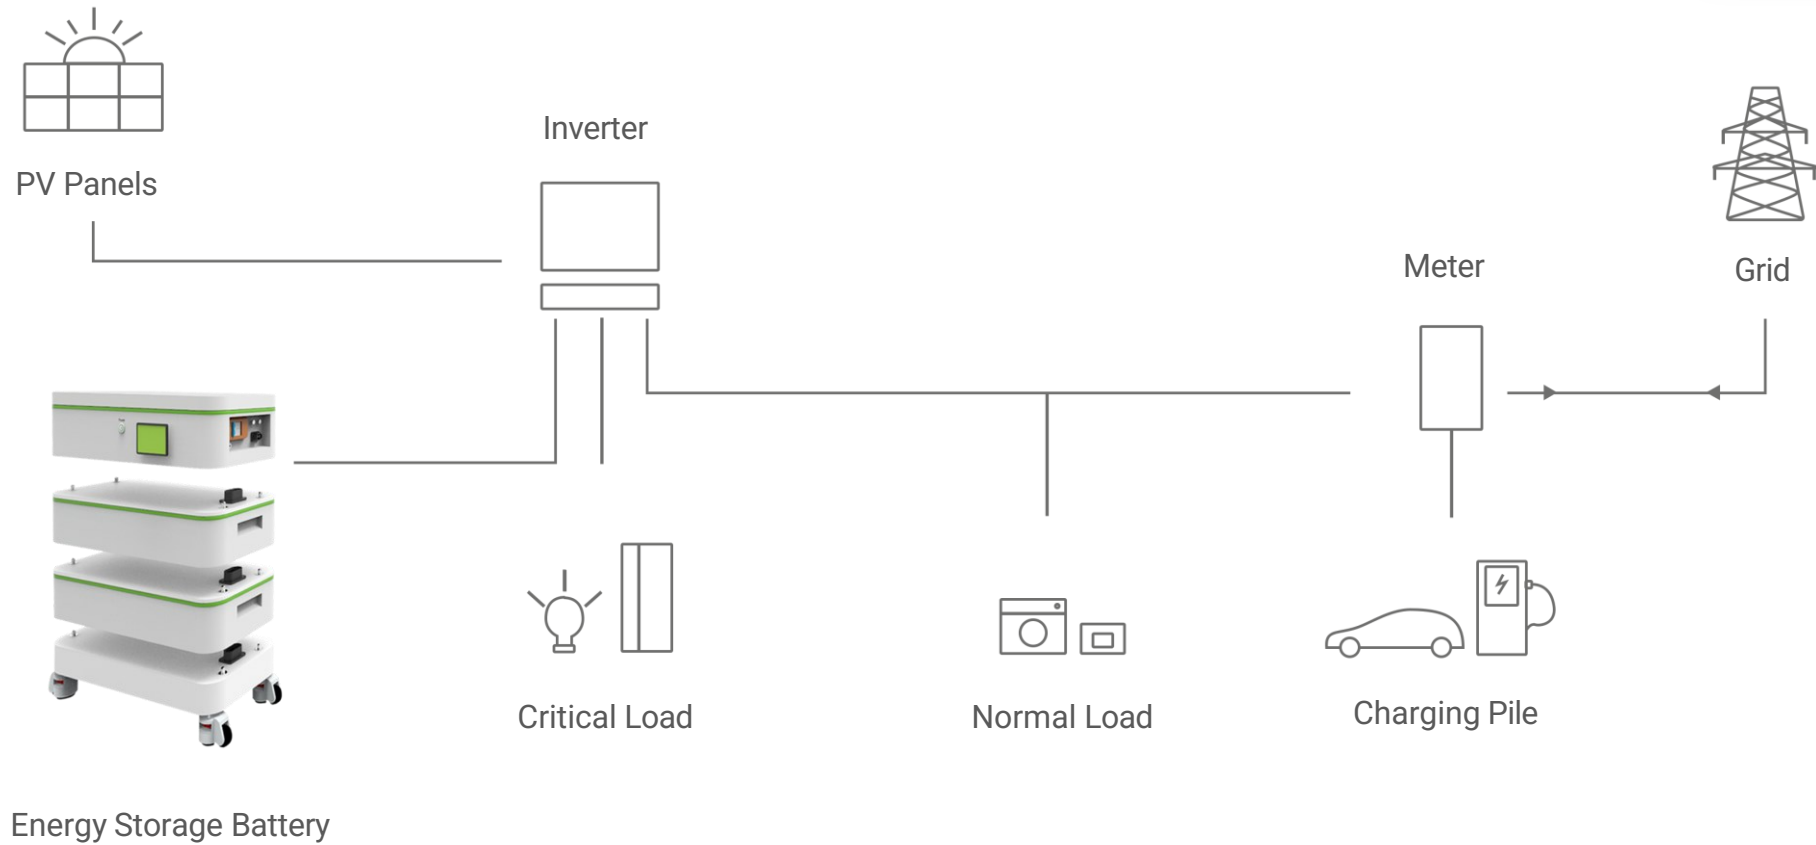 PV Panels
Inverter
Meter
Grid
Critical Load
Normal Load
Charging Pile
Energy Storage Battery